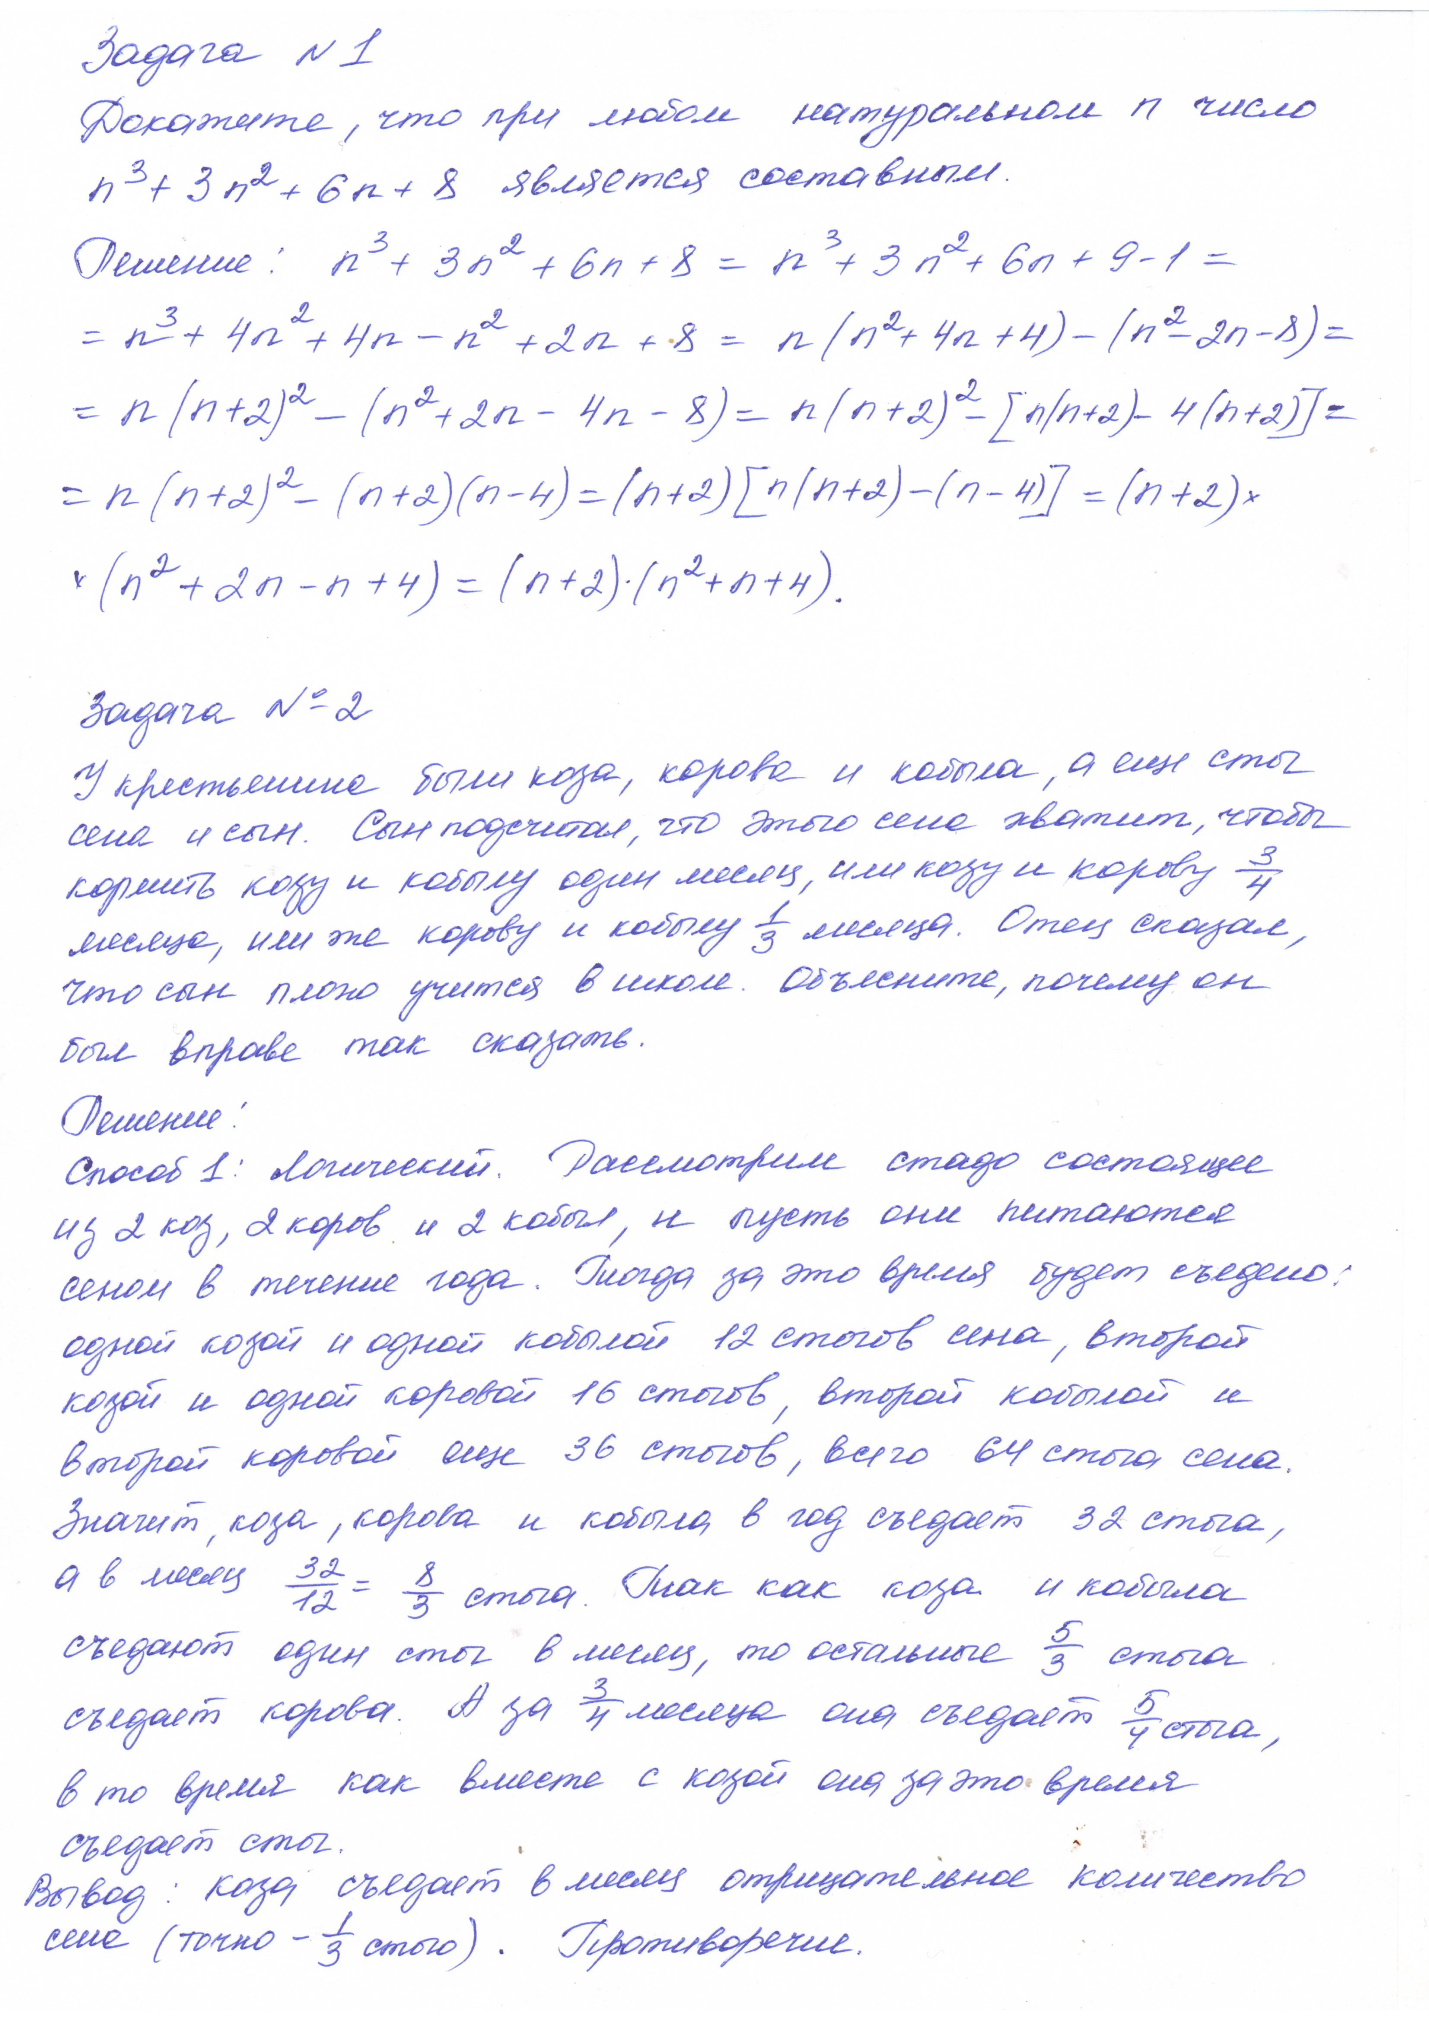 Задача N 1
Докажите, что при любом натуральном n число
n³ + 3n² + 6n + 8 является составным.
Решение: n³ + 3n² + 6n + 8 = n³ + 3n² + 6n + 9 - 1 =
= n³ + 4n² + 4n - n² + 2n + 8 = n(n² + 4n + 4) - (n² - 2n - 8) =
= n(n+2)² - (n² + 2n - 4n - 8) = n(n+2)² - [n(n+2) - 4(n+2)] =
= n(n+2)² - (n+2)(n-4) = (n+2)[n(n+2) - (n-4)] = (n+2)×
×(n² + 2n - n + 4) = (n+2)·(n² + n + 4).
Задача № 2
У крестьянина были коза, корова и кобыла, а еще стог
сена и сын. Сын подсчитал, что этого сена хватит, чтобы
кормить козу и кобылу один месяц, или козу и корову 3/4
месяца, или же корову и кобылу 1/3 месяца. Отец сказал,
что сын плохо учится в школе. Объясните, почему он
был вправе так сказать.
Решение:
Способ 1: Логический. Рассмотрим стадо состоящее
из 2 коз, 2 коров и 2 кобыл, и пусть они питаются
сеном в течение года. Тогда за это время будет съедено:
одной козой и одной кобылой 12 стогов сена, второй
козой и одной коровой 16 стогов, второй кобылой и
второй коровой еще 36 стогов, всего 64 стога сена.
Значит, коза, корова и кобыла в год съедает 32 стога,
а в месяц 32/12 = 8/3 стога. Так как коза и кобыла
съедают один стог в месяц, то остальные 5/3 стога
съедает корова. А за 3/4 месяца она съедает 5/4 стога,
в то время как вместе с козой она за это время
съедает стог.
Вывод: коза съедает в месяц отрицательное количество
сена (точно - 1/3 стого). Противоречие.